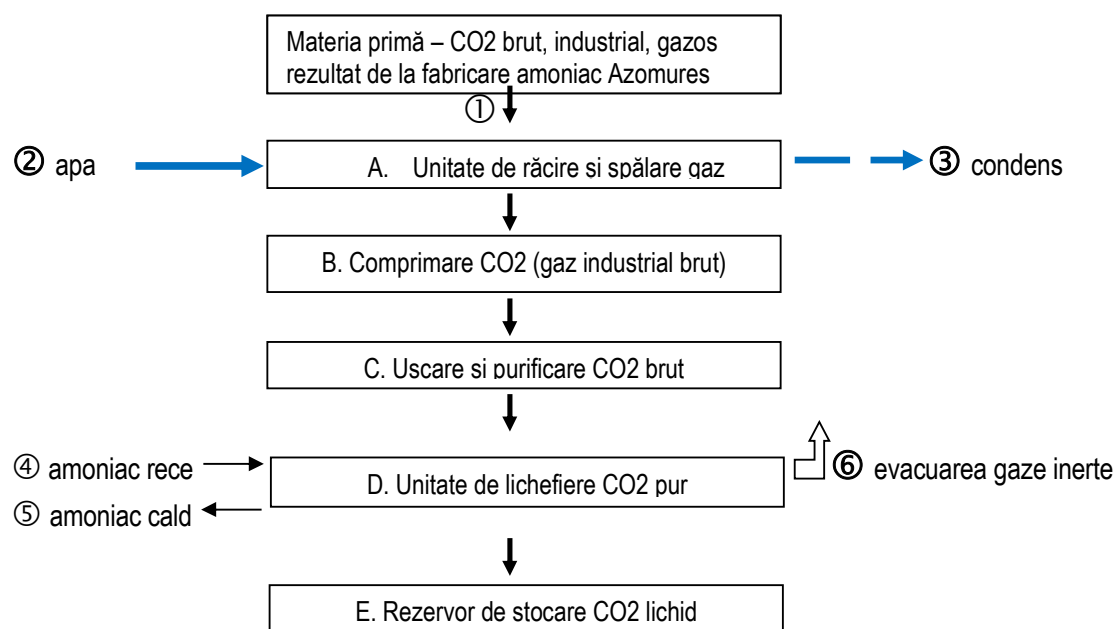 Materia primă – CO2 brut, industrial, gazos
rezultat de la fabricare amoniac Azomures
①
② apa
A. Unitate de răcire si spălare gaz
③ condens
B. Comprimare CO2 (gaz industrial brut)
C. Uscare si purificare CO2 brut
④ amoniac rece
D. Unitate de lichefiere CO2 pur
⑥ evacuarea gaze inerte
⑤ amoniac cald
E. Rezervor de stocare CO2 lichid